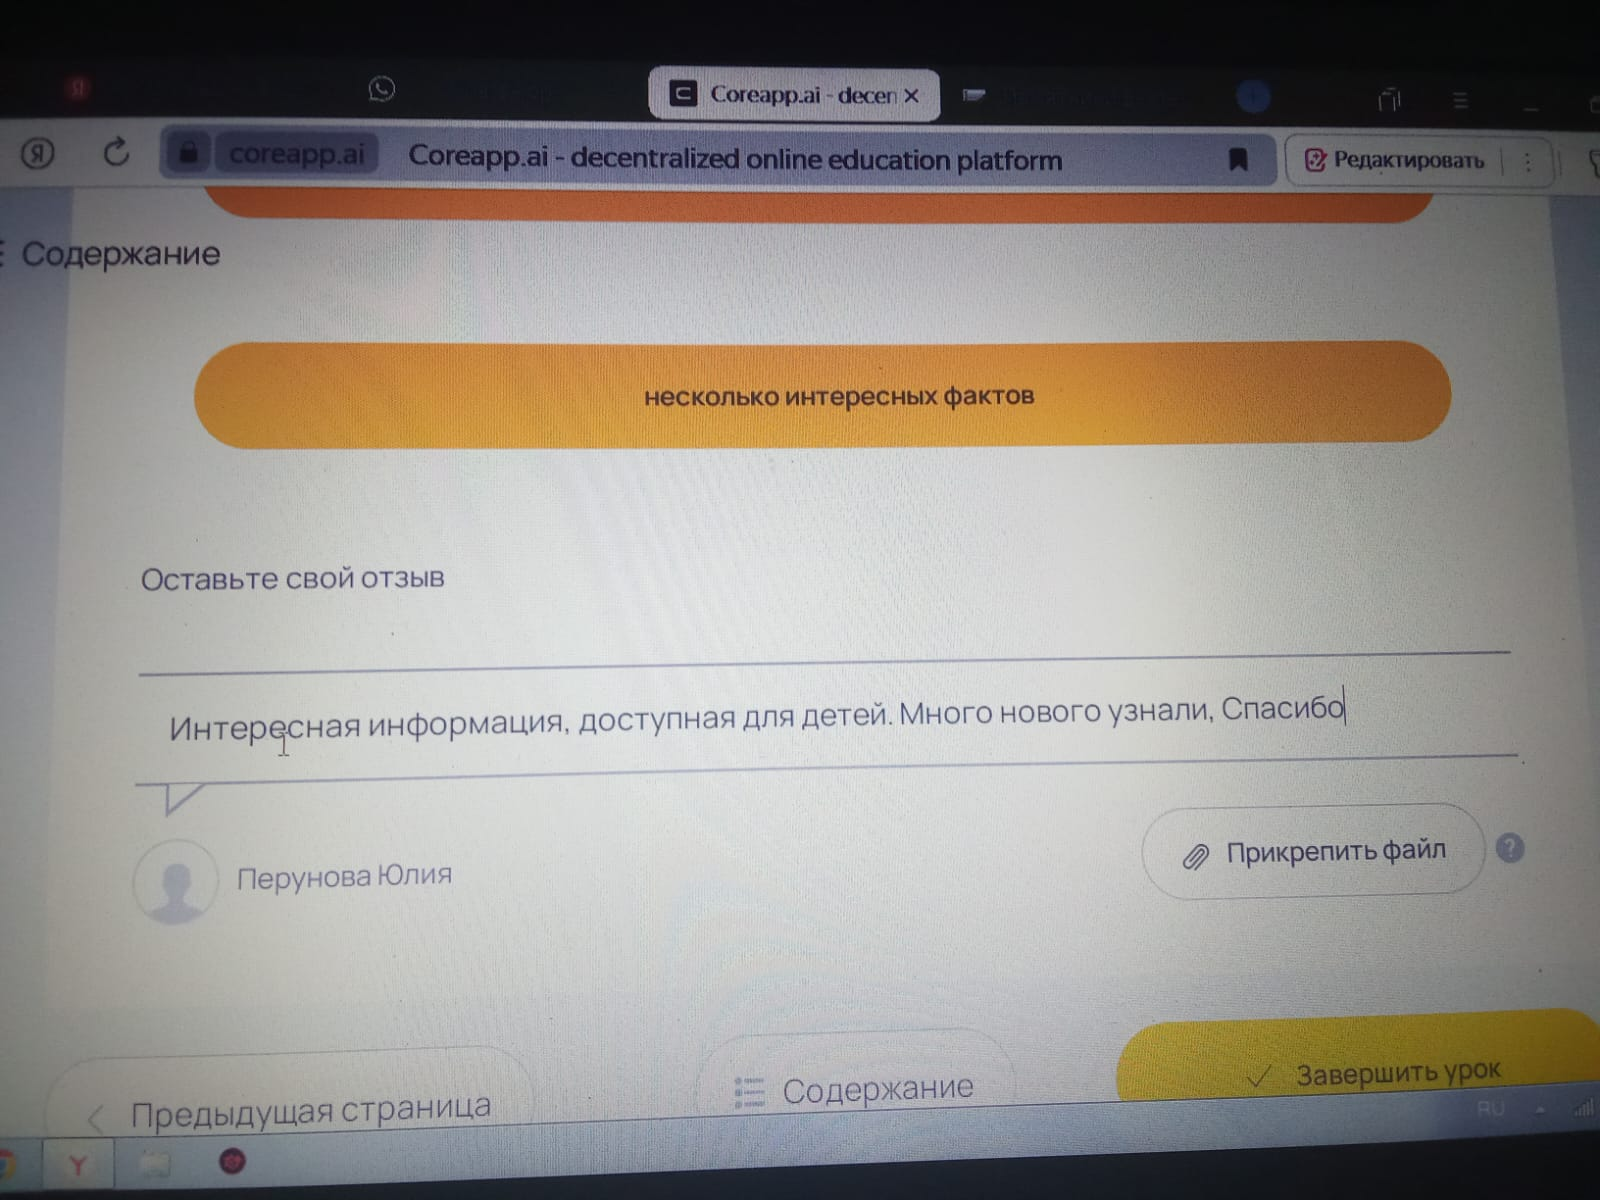 Coreapp.ai - decen
coreapp.ai Coreapp.ai - decentralized online education platform Редактировать
Содержание
несколько интересных фактов
Оставьте свой отзыв
Интересная информация, доступная для детей. Много нового узнали, Спасибо
Перунова Юлия
Прикрепить файл ?
Предыдущая страница
Содержание
Завершить урок
RU